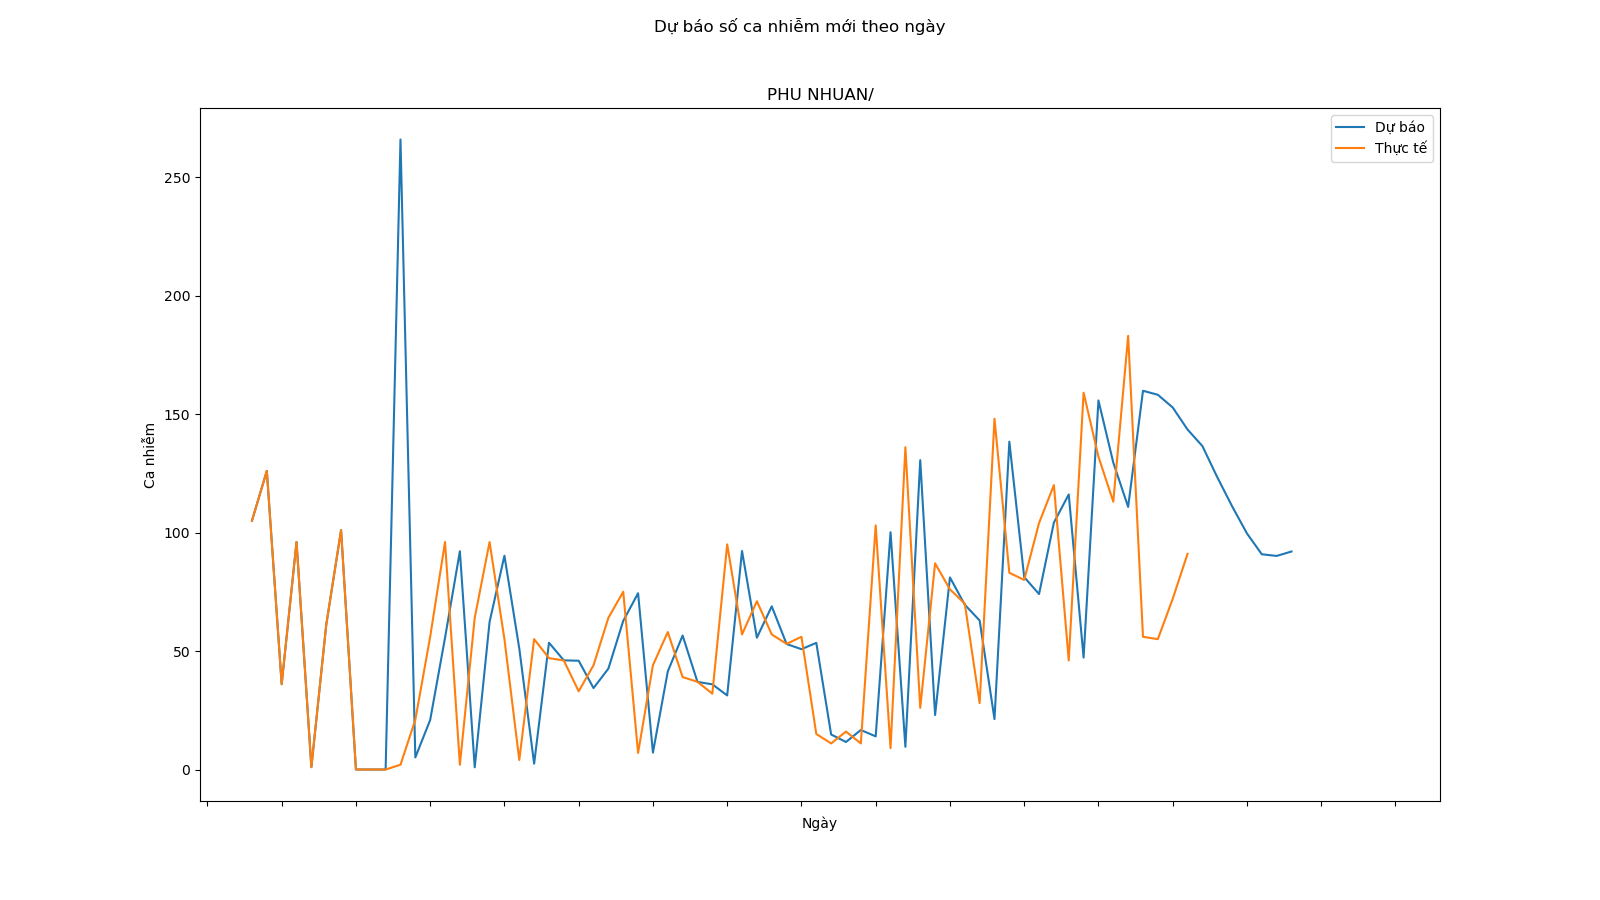 Dự báo số ca nhiễm mới theo ngày
PHU NHUAN/
Dự báo
Thực tế
250
200
150
100
50
0
Ca nhiễm
Ngày